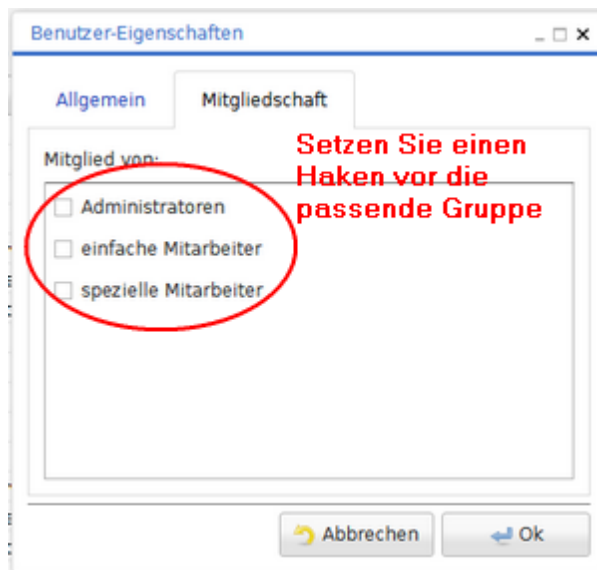 Benutzer-Eigenschaften
Allgemein
Mitgliedschaft
Mitglied von:
Setzen Sie einen
Haken vor die
passende Gruppe
Administratoren
einfache Mitarbeiter
spezielle Mitarbeiter
Abbrechen
Ok